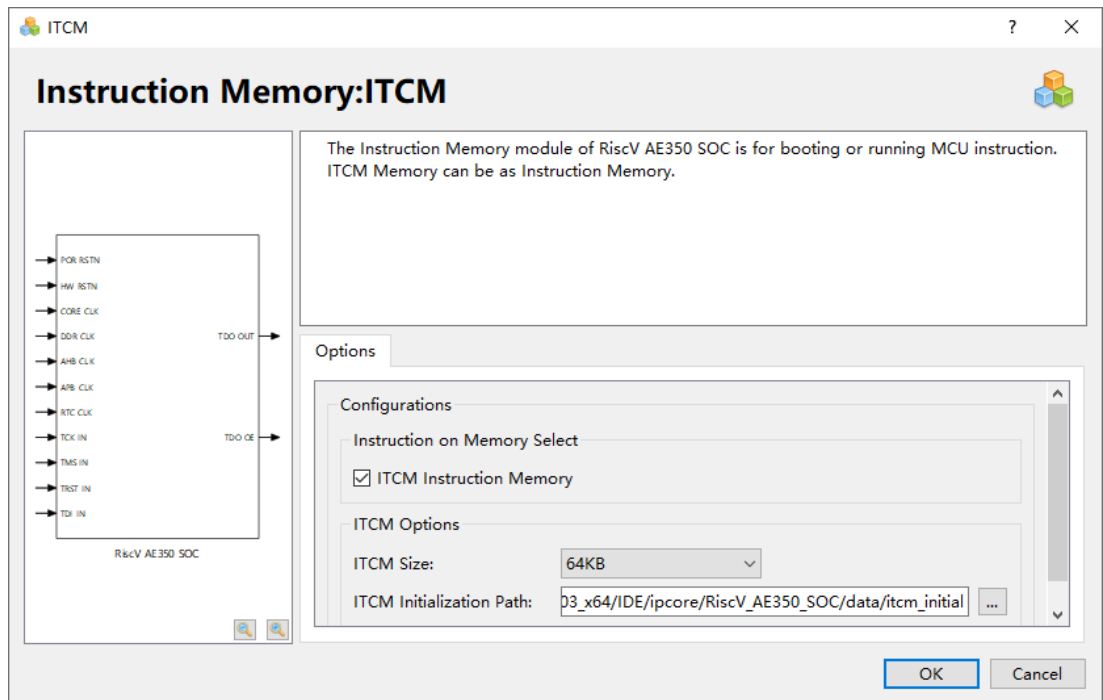 ITCM
?
Instruction Memory:ITCM
The Instruction Memory module of RiscV AE350 SOC is for booting or running MCU instruction.
ITCM Memory can be as Instruction Memory.
POR RSTN
HW RSTN
CORE CLK
DDR CLK
TDO OUT
AHB CLK
APB CLK
RTC CLK
TCK IN
TDO OE
TMS IN
TRST IN
TDI IN
RiscV AE350 SOC
Options
Configurations
Instruction on Memory Select
ITCM Instruction Memory
ITCM Options
ITCM Size:
64KB
ITCM Initialization Path:
03_x64/IDE/ipcore/RiscV_AE350_SOC/data/itcm_initial
...
OK
Cancel